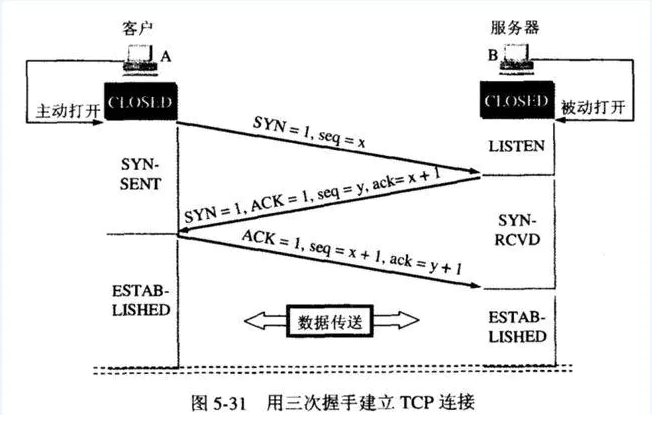 客户
服务器
A
B
CLOSED
CLOSED
主动打开
被动打开
SYN = 1, seq = x
LISTEN
SYN-
SENT
SYN = 1, ACK = 1, seq = y, ack= x + 1
SYN-
RCVD
ACK = 1, seq = x + 1, ack = y + 1
ESTAB-
LISHED
数据传送
ESTAB-
LISHED
图 5-31 用三次握手建立 TCP 连接